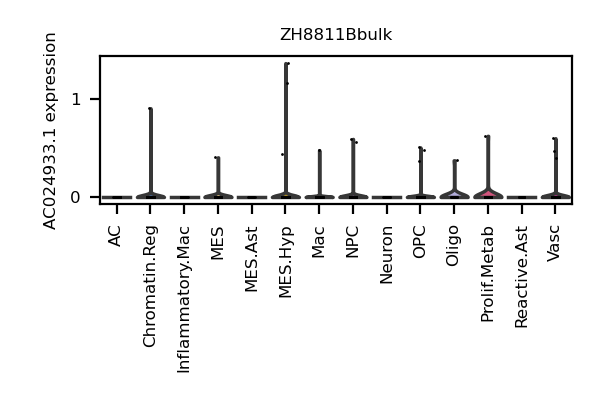 ZH8811Bbulk
AC024933.1 expression
1
0
AC
Chromatin.Reg
Inflammatory.Mac
MES
MES.Ast
MES.Hyp
Mac
NPC
Neuron
OPC
Oligo
Prolif.Metab
Reactive.Ast
Vasc